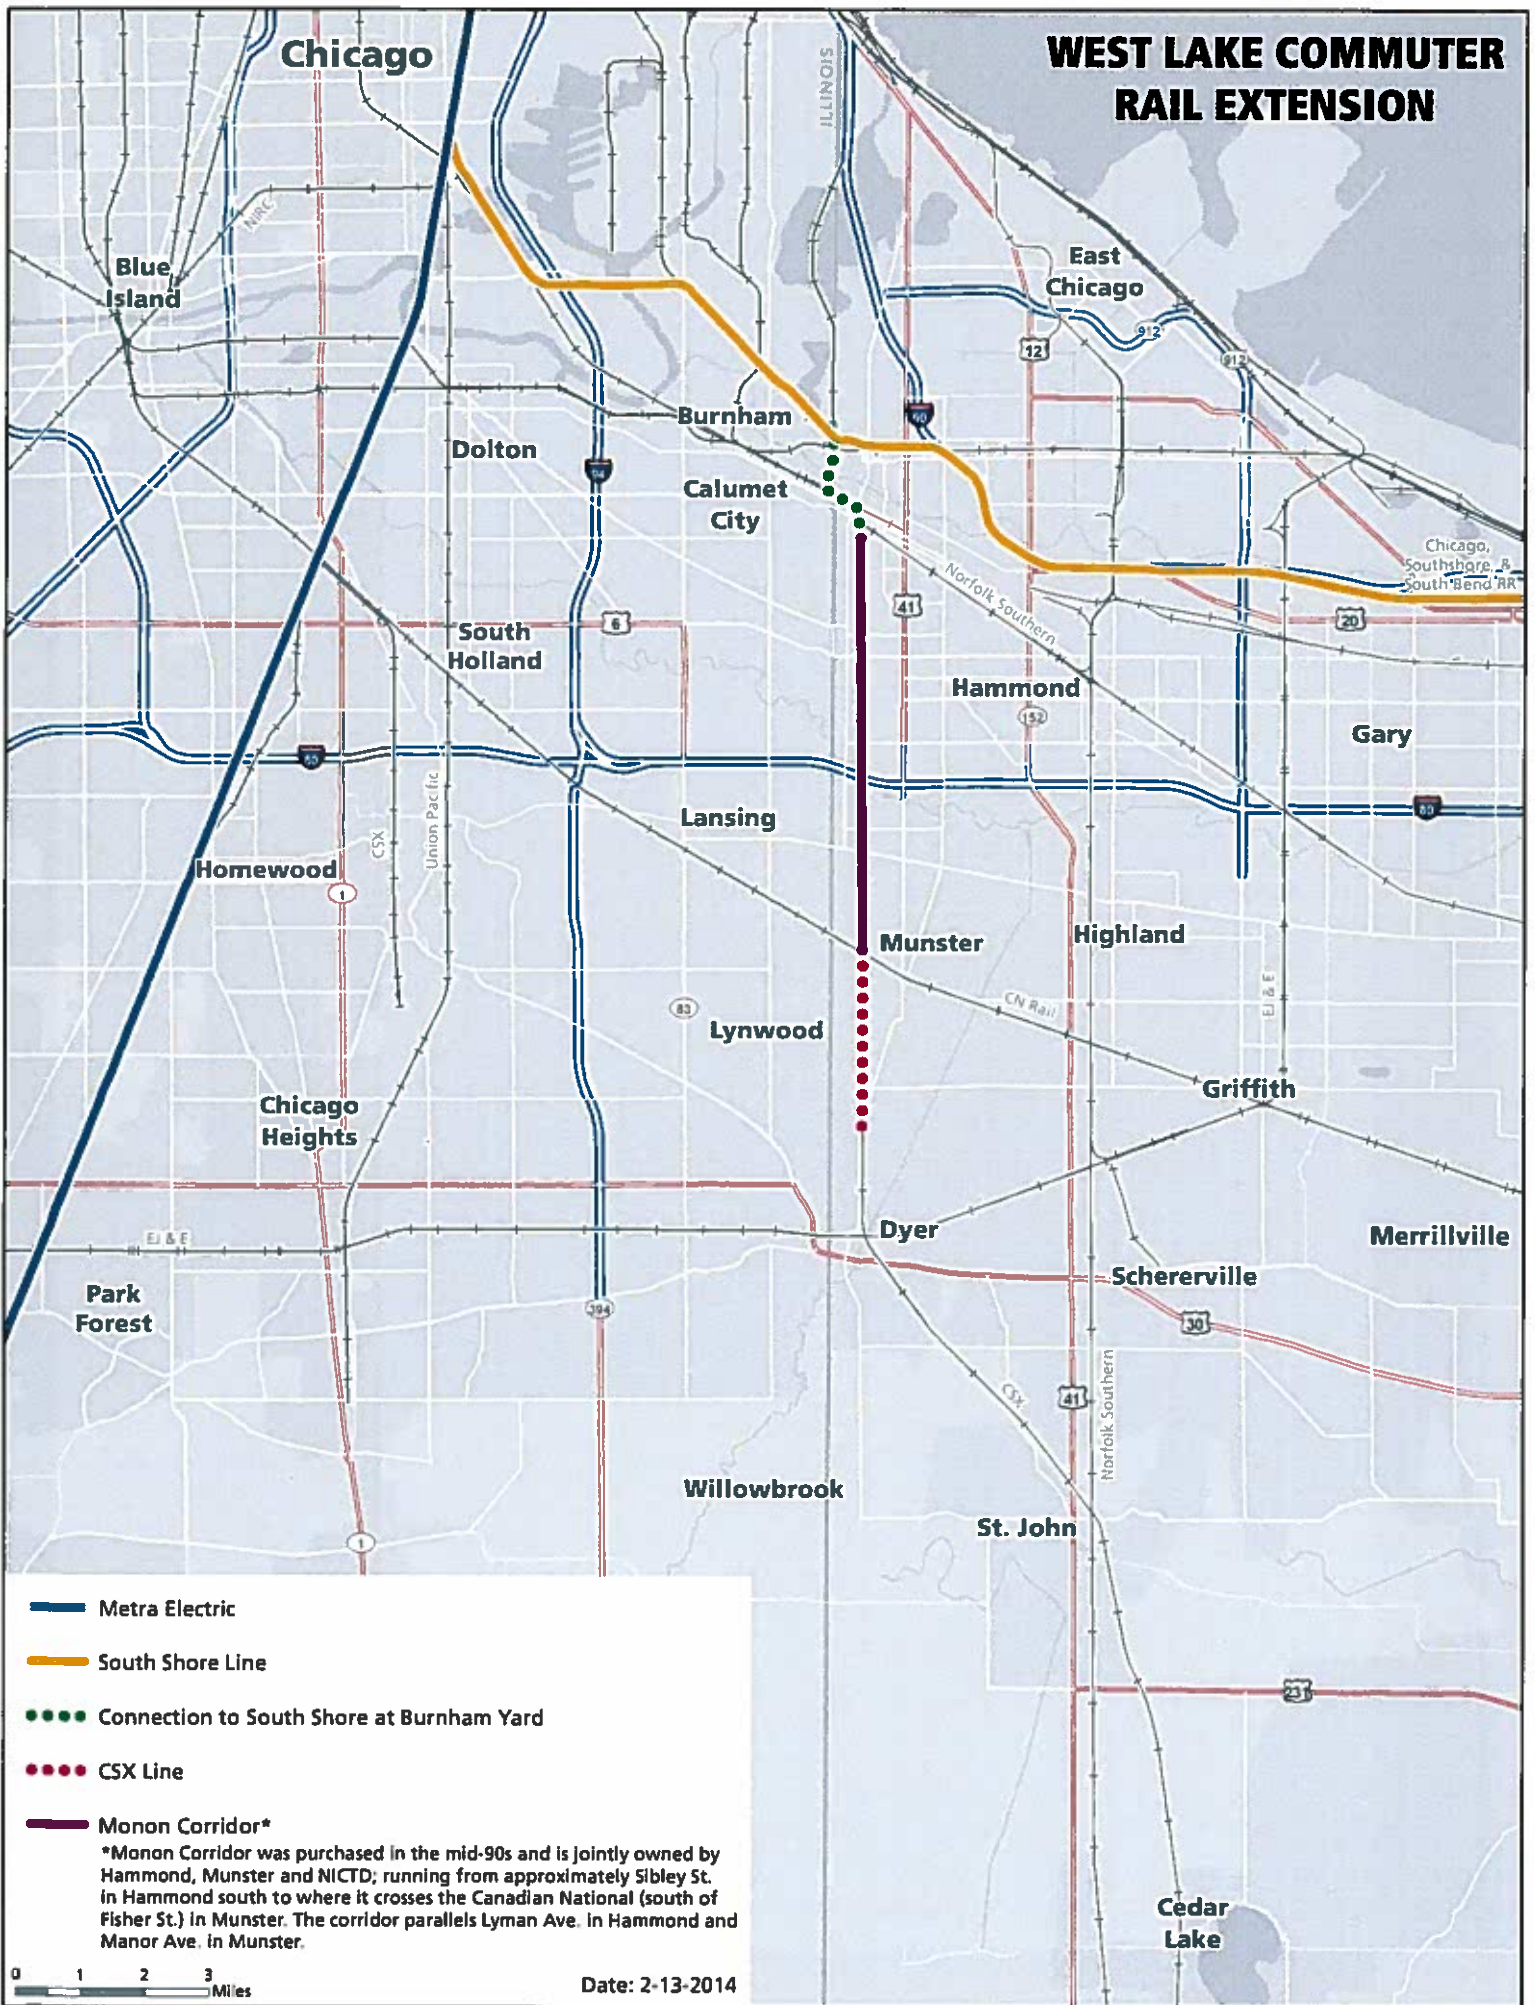 WEST LAKE COMMUTER
RAIL EXTENSION
Chicago
ILLINOIS
NIRC
Blue
Island
East
Chicago
912
912
12
90
Burnham
Dolton
94
Calumet
City
Chicago,
Southshore, &
South Bend RR
Norfolk Southern
41
20
6
South
Holland
Hammond
152
Gary
80
80
Lansing
CSX
Union Pacific
Homewood
1
Munster
Highland
EJ & E
CN Rail
83
Lynwood
Griffith
Chicago
Heights
EJ & E
Dyer
Merrillville
Schererville
Park
Forest
394
30
CSX
41
Norfolk Southern
Willowbrook
St. John
1
231
Cedar
Lake
Metra Electric
South Shore Line
Connection to South Shore at Burnham Yard
CSX Line
Monon Corridor*
*Monon Corridor was purchased in the mid-90s and is jointly owned by
Hammond, Munster and NICTD; running from approximately Sibley St.
in Hammond south to where it crosses the Canadian National (south of
Fisher St.) in Munster. The corridor parallels Lyman Ave. in Hammond and
Manor Ave. in Munster.
0 1 2 3
Miles
Date: 2-13-2014